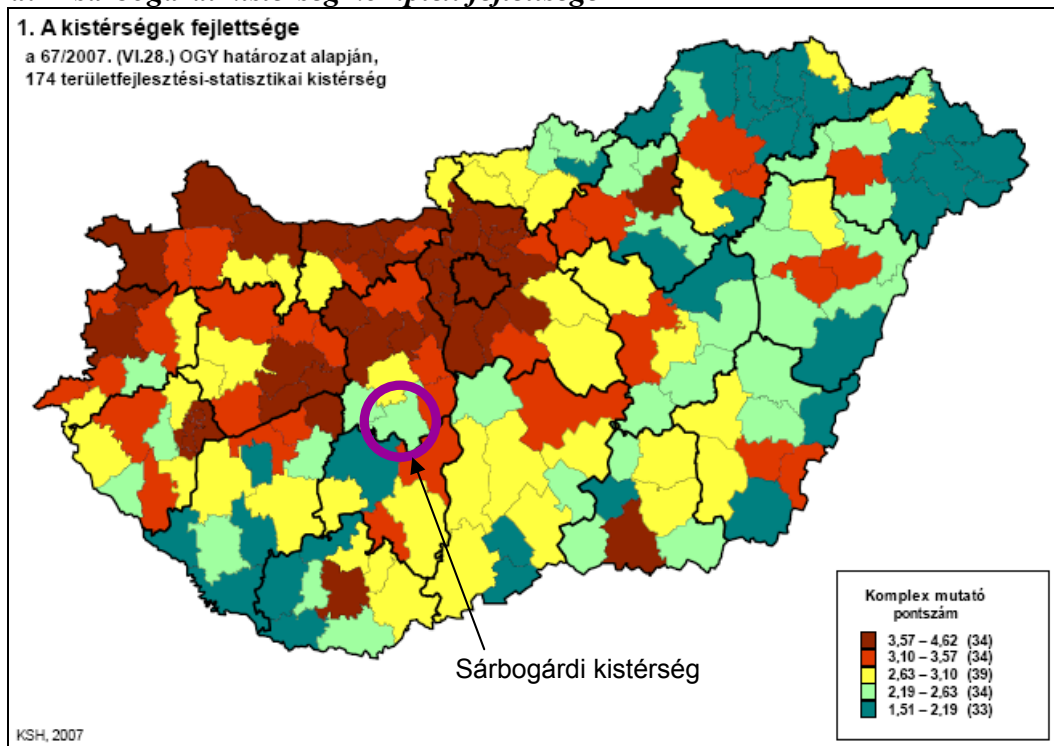 1. A kistérségek fejlettsége
a 67/2007. (VI.28.) OGY határozat alapján,
174 területfejlesztési-statisztikai kistérség
Sárbogárdi kistérség
Komplex mutató
pontszám
3,57 – 4,62 (34)
3,10 – 3,57 (34)
2,63 – 3,10 (39)
2,19 – 2,63 (34)
1,51 – 2,19 (33)
KSH, 2007